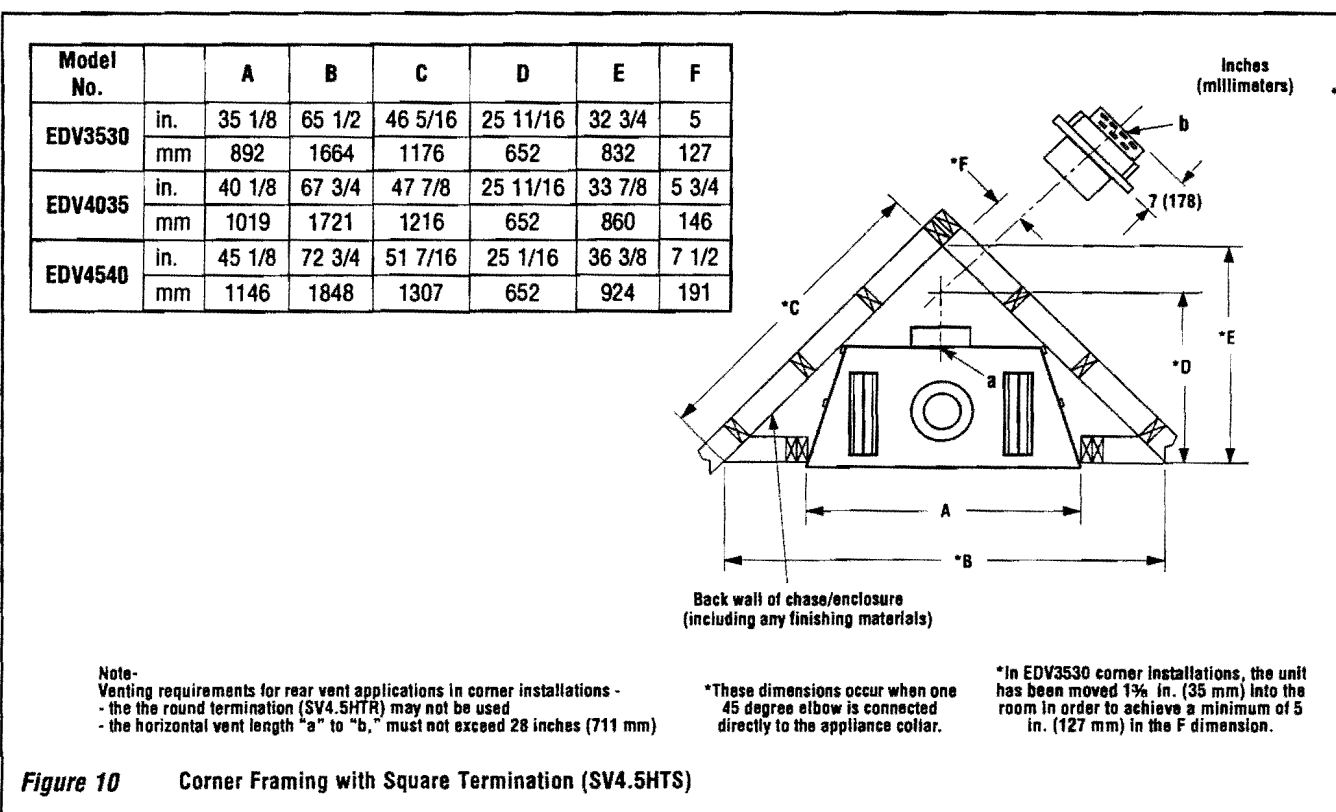 Model No. A B C D E F
EDV3530 in. 35 1/8 65 1/2 46 5/16 25 11/16 32 3/4 5
mm 892 1664 1176 652 832 127
EDV4035 in. 40 1/8 67 3/4 47 7/8 25 11/16 33 7/8 5 3/4
mm 1019 1721 1216 652 860 146
EDV4540 in. 45 1/8 72 3/4 51 7/16 25 1/16 36 3/8 7 1/2
mm 1146 1848 1307 652 924 191
Inches
(millimeters)
b
*F
7 (178)
*C
*E
*D
a
A
*B
Back wall of chase/enclosure
(including any finishing materials)
Note-
Venting requirements for rear vent applications in corner installations -
- the the round termination (SV4.5HTR) may not be used
- the horizontal vent length "a" to "b," must not exceed 28 inches (711 mm)
*These dimensions occur when one
45 degree elbow is connected
directly to the appliance collar.
*In EDV3530 corner installations, the unit
has been moved in. (35 mm) into the
room in order to achieve a minimum of 5
in. (127 mm) in the F dimension.
Figure 10 Corner Framing with Square Termination (SV4.5HTS)